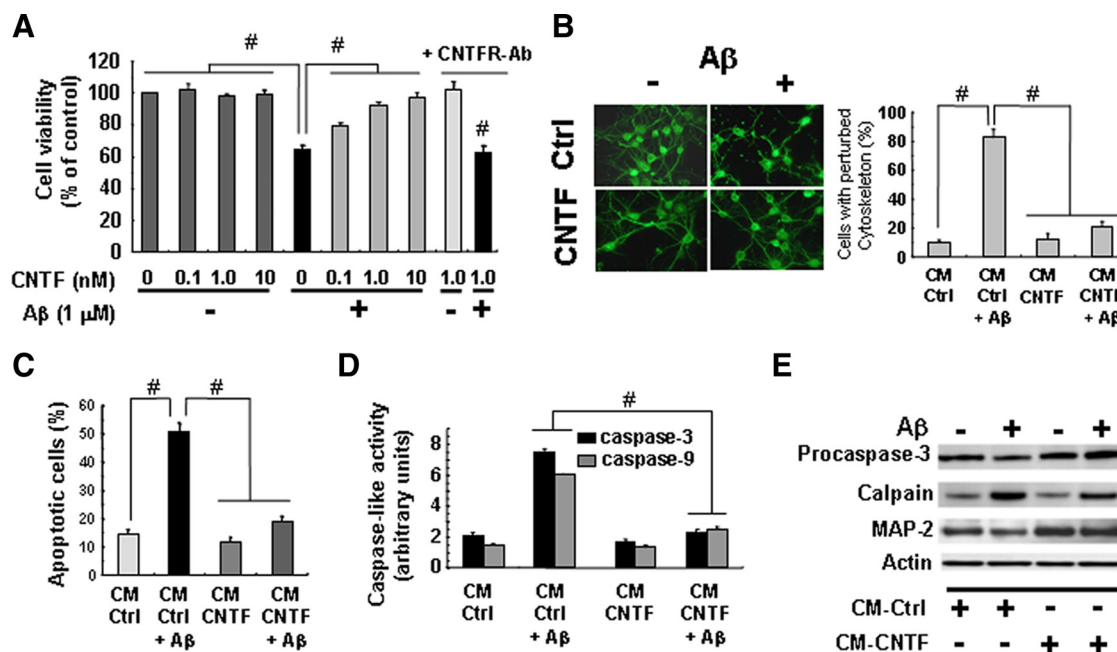 A
#
#
+ CNTFR-Ab
#
Cell viability
(% of control)
120
100
80
60
40
20
0
CNTF (nM)
0 0.1 1.0 10 0 0.1 1.0 10 1.0 1.0
Aβ (1 μM)
- + - +
B
Aβ
- +
Ctrl
CNTF
Cells with perturbed
Cytoskeleton (%)
100
80
60
40
20
0
# #
CM
Ctrl
CM
Ctrl
+ Aβ
CM
CNTF
CM
CNTF
+ Aβ
C
Apoptotic cells (%)
60
50
40
30
20
10
0
# #
CM
Ctrl
CM
Ctrl
+ Aβ
CM
CNTF
CM
CNTF
+ Aβ
D
Caspase-like activity
(arbitrary units)
8
6
4
2
0
#
caspase-3
caspase-9
CM
Ctrl
CM
Ctrl
+ Aβ
CM
CNTF
CM
CNTF
+ Aβ
E
Aβ - + - +
Procaspase-3
Calpain
MAP-2
Actin
CM-Ctrl + + - -
CM-CNTF - - + +